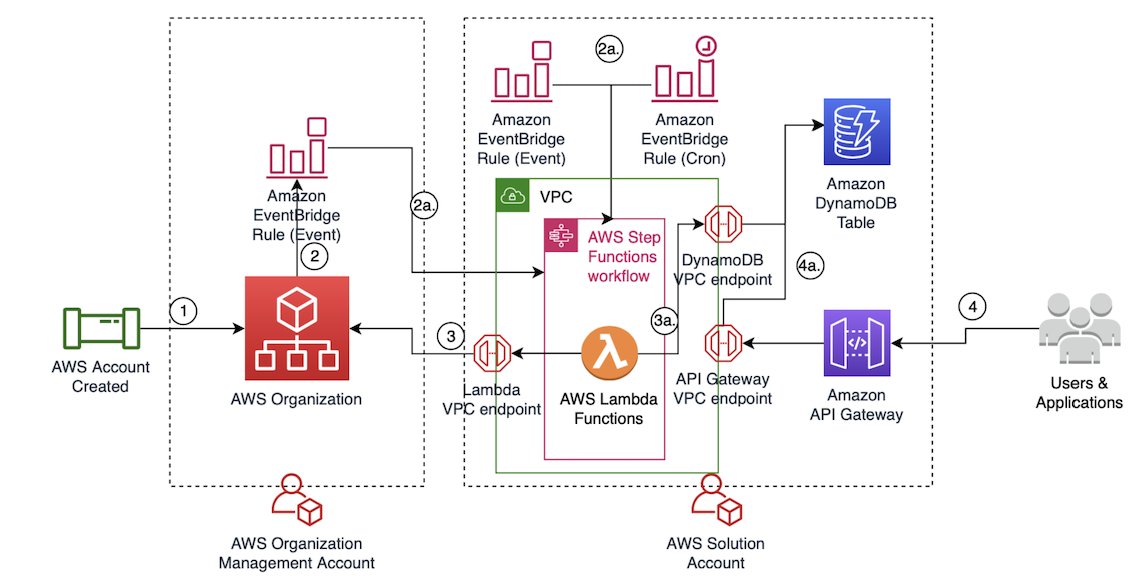 2a.
Amazon
EventBridge
Rule (Event)
Amazon
EventBridge
Rule (Cron)
Amazon
EventBridge
Rule (Event)
2a.
2
VPC
AWS Step
Functions
workflow
Amazon
DynamoDB
Table
DynamoDB
VPC endpoint
4a.
1
AWS Account
Created
AWS Organization
3
Lambda
VPC endpoint
3a.
AWS Lambda
Functions
API Gateway
VPC endpoint
Amazon
API Gateway
4
Users &
Applications
AWS Organization
Management Account
AWS Solution
Account